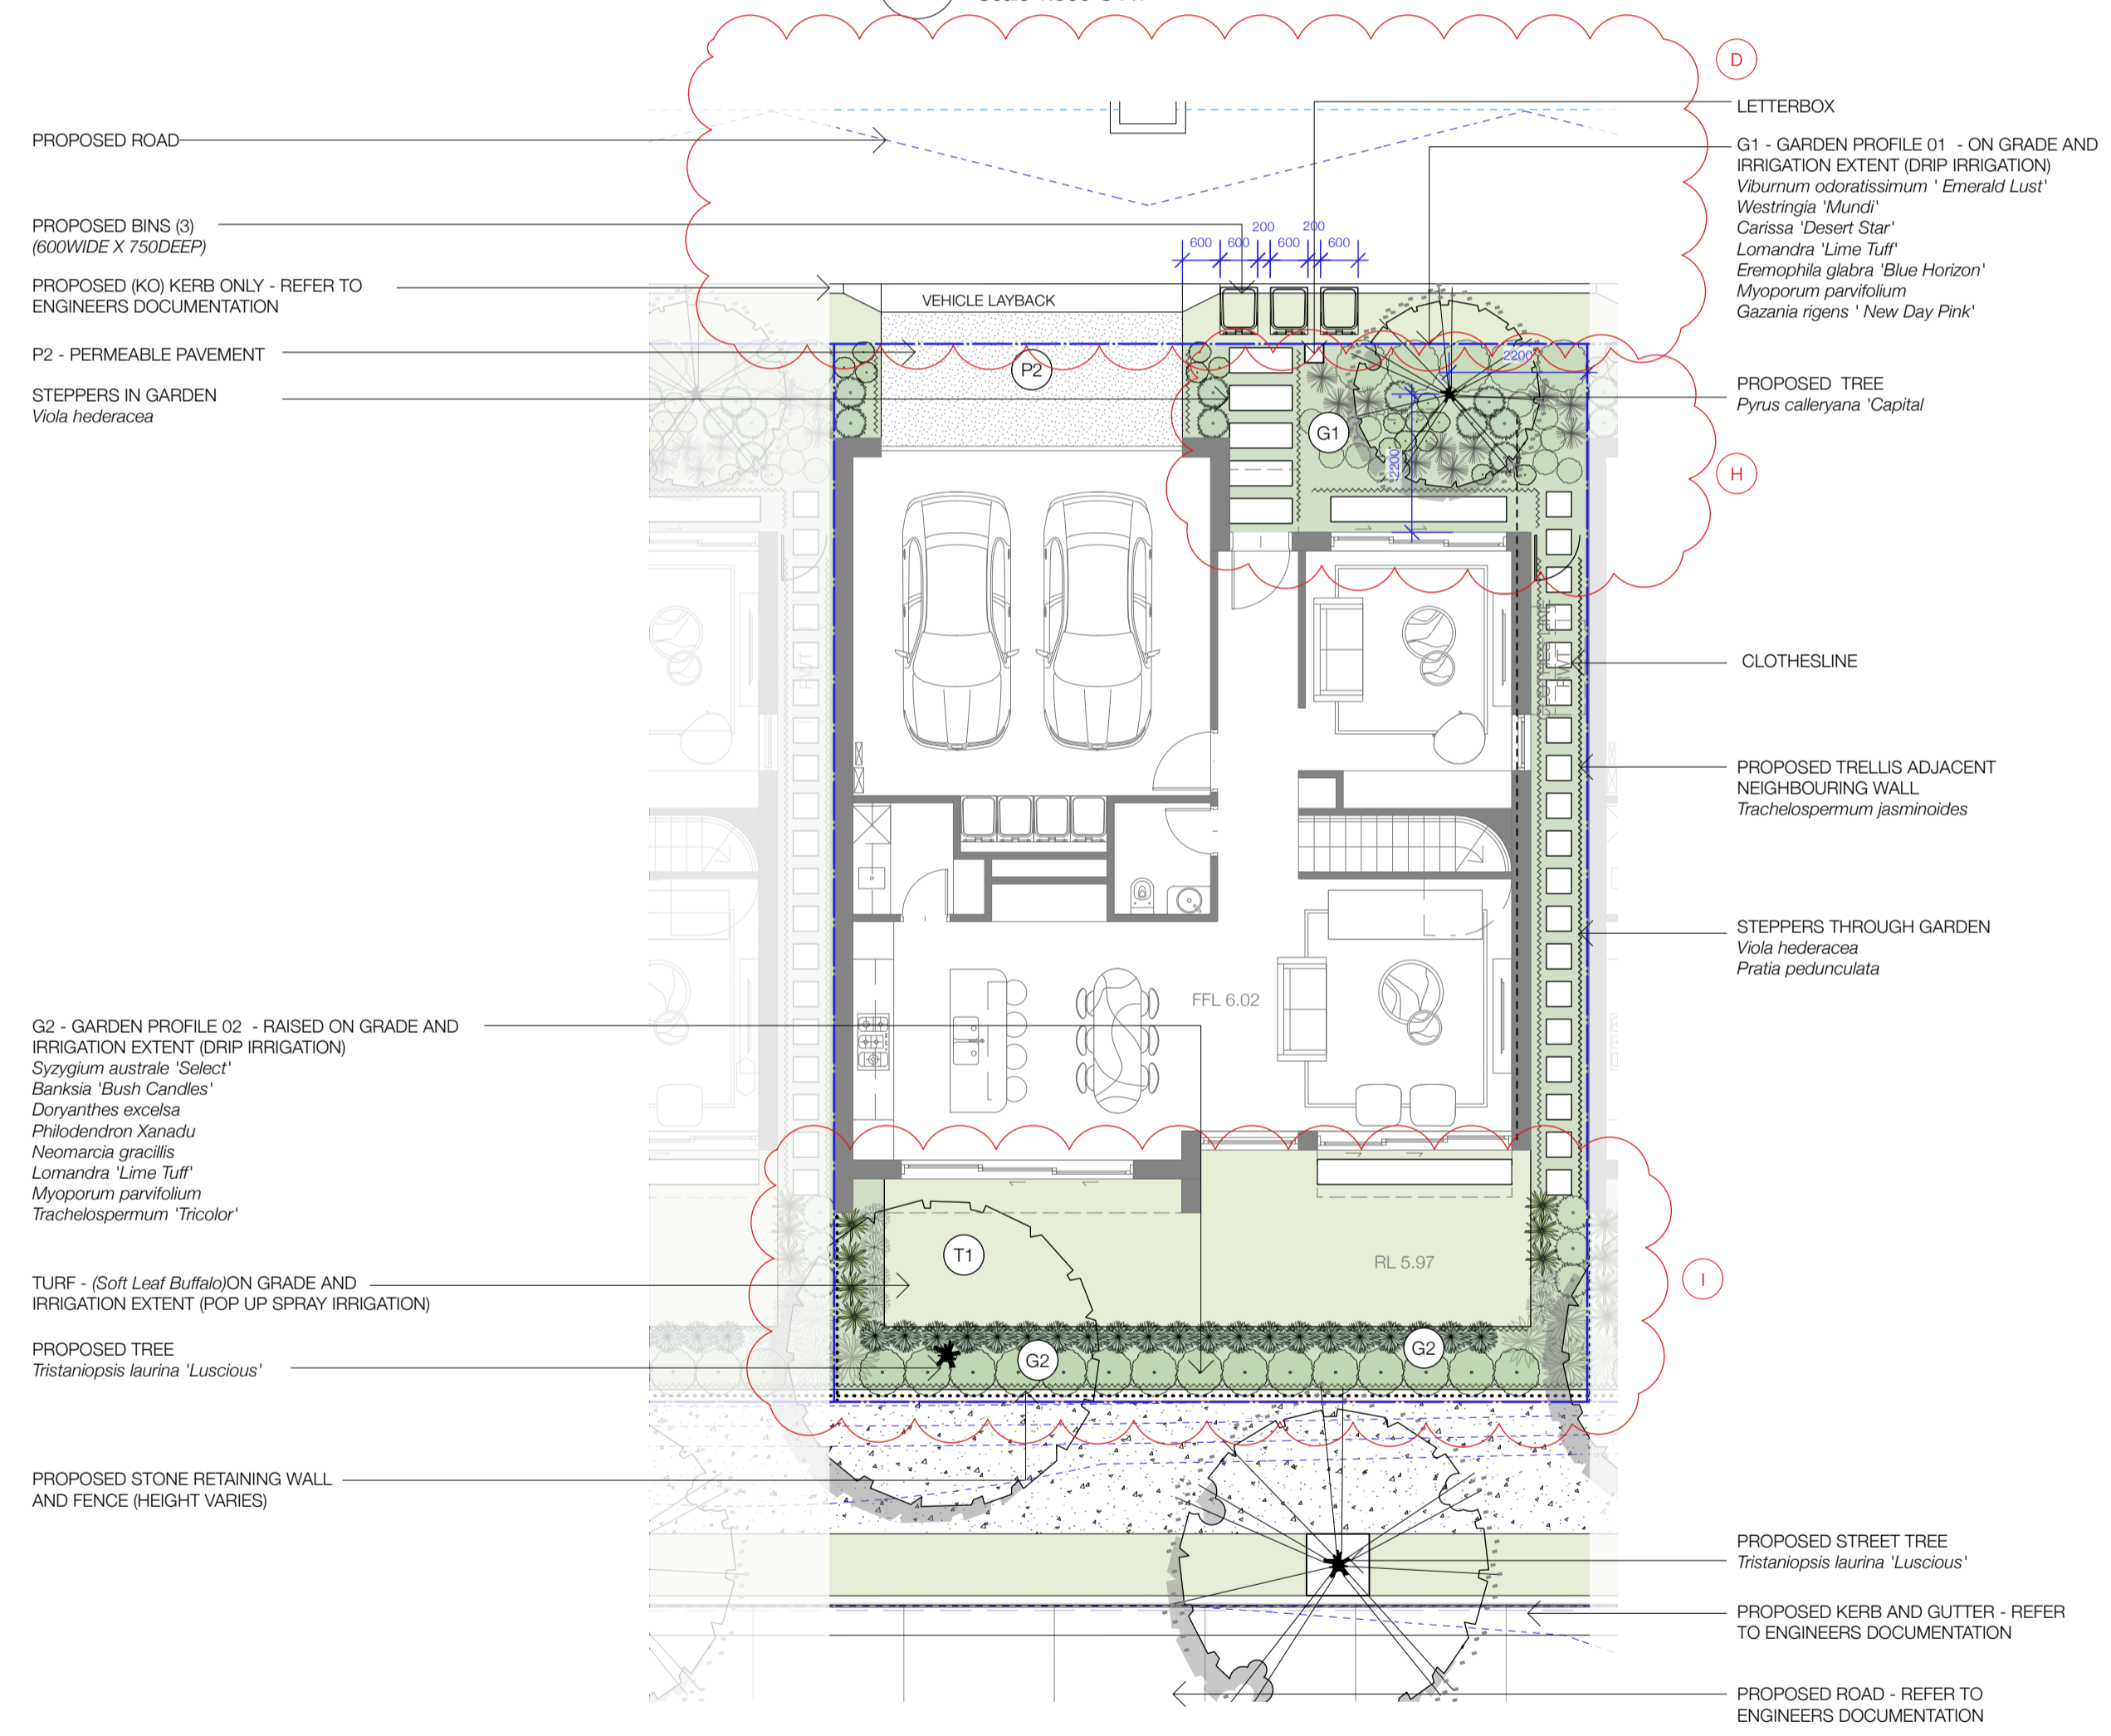 D
LETTERBOX
PROPOSED ROAD
G1 - GARDEN PROFILE 01 - ON GRADE AND
IRRIGATION EXTENT (DRIP IRRIGATION)
Viburnum odoratissimum ' Emerald Lust'
Westringia 'Mundi'
Carissa 'Desert Star'
Lomandra 'Lime Tuff'
Eremophila glabra 'Blue Horizon'
Myoporum parvifolium
Gazania rigens ' New Day Pink'
PROPOSED BINS (3)
(600WIDE X 750DEEP)
200
200
600
600
600
600
PROPOSED (KO) KERB ONLY - REFER TO
ENGINEERS DOCUMENTATION
VEHICLE LAYBACK
P2 - PERMEABLE PAVEMENT
P2
2200
STEPPERS IN GARDEN
Viola hederacea
PROPOSED TREE
Pyrus calleryana 'Capital
G1
2200
H
CLOTHESLINE
RWT
RWT
PROPOSED TRELLIS ADJACENT
NEIGHBOURING WALL
Trachelospermum jasminoides
STEPPERS THROUGH GARDEN
Viola hederacea
Pratia pedunculata
FFL 6.02
G2 - GARDEN PROFILE 02 - RAISED ON GRADE AND
IRRIGATION EXTENT (DRIP IRRIGATION)
Syzygium australe 'Select'
Banksia 'Bush Candles'
Doryanthes excelsa
Philodendron Xanadu
Neomarcia gracillis
Lomandra 'Lime Tuff'
Myoporum parvifolium
Trachelospermum 'Tricolor'
T1
RL 5.97
I
TURF - (Soft Leaf Buffalo)ON GRADE AND
IRRIGATION EXTENT (POP UP SPRAY IRRIGATION)
PROPOSED TREE
Tristaniopsis laurina 'Luscious'
G2
G2
PROPOSED STONE RETAINING WALL
AND FENCE (HEIGHT VARIES)
PROPOSED STREET TREE
Tristaniopsis laurina 'Luscious'
PROPOSED KERB AND GUTTER - REFER
TO ENGINEERS DOCUMENTATION
PROPOSED ROAD - REFER TO
ENGINEERS DOCUMENTATION